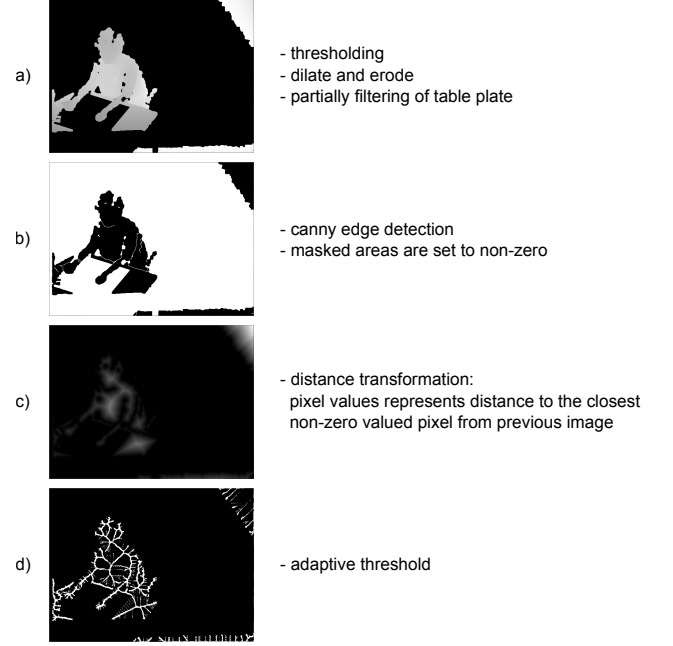 a)
- thresholding
- dilate and erode
- partially filtering of table plate
b)
- canny edge detection
- masked areas are set to non-zero
c)
- distance transformation:
pixel values represents distance to the closest
non-zero valued pixel from previous image
d)
- adaptive threshold